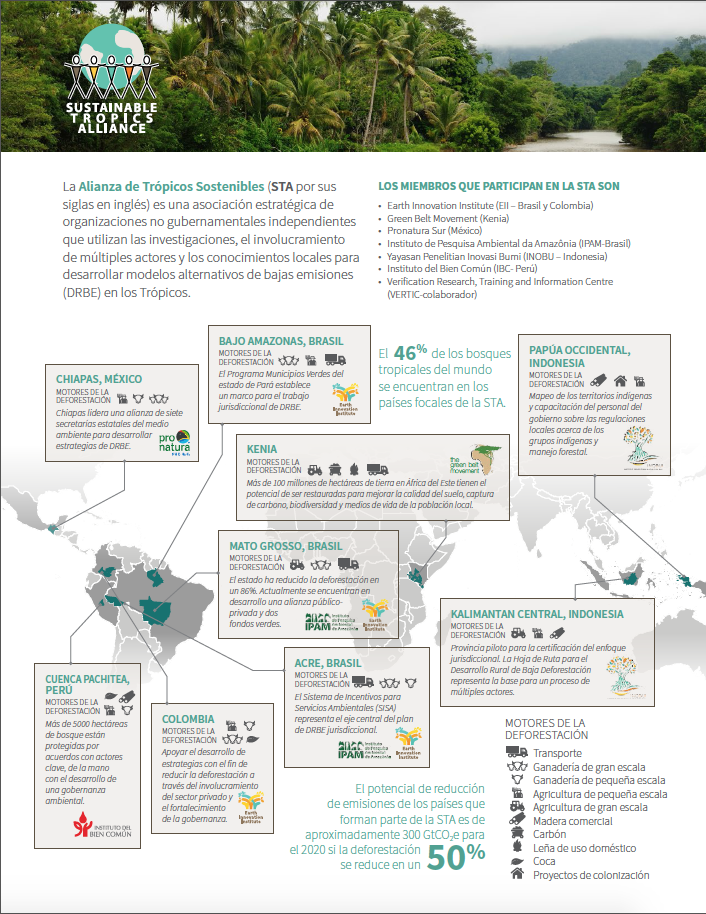 SUSTAINABLE
TROPICS
ALLIANCE
La Alianza de Trópicos Sostenibles (STA por sus
siglas en inglés) es una asociación estratégica de
organizaciones no gubernamentales independientes
que utilizan las investigaciones, el involucramiento
de múltiples actores y los conocimientos locales para
desarrollar modelos alternativos de bajas emisiones
(DRBE) en los Trópicos.
LOS MIEMBROS QUE PARTICIPAN EN LA STA SON
• Earth Innovation Institute (EII – Brasil y Colombia)
• Green Belt Movement (Kenia)
• Pronatura Sur (México)
• Instituto de Pesquisa Ambiental da Amazônia (IPAM-Brasil)
• Yayasan Penelitian Inovasi Bumi (INOBU – Indonesia)
• Instituto del Bien Común (IBC- Perú)
• Verification Research, Training and Information Centre
(VERTIC-colaborador)
CHIAPAS, MÉXICO
MOTORES DE LA
DEFORESTACIÓN
Chiapas lidera una alianza de siete
secretarías estatales del medio
ambiente para desarrollar
estrategias de DRBE.
pro
natura
BAJO AMAZONAS, BRASIL
MOTORES DE LA
DEFORESTACIÓN
El Programa Municipios Verdes del
estado de Pará establece
un marco para el trabajo
jurisdiccional de DRBE.
Earth
Innovation
Institute
El 46% de los bosques
tropicales del mundo
se encuentran en los
países focales de la STA.
PAPÚA OCCIDENTAL,
INDONESIA
MOTORES DE LA
DEFORESTACIÓN
Mapeo de los territorios indígenas
y capacitación del personal del
gobierno sobre las regulaciones
locales acerca de los
grupos indígenas y
manejo forestal.
KENIA
MOTORES DE LA
DEFORESTACIÓN
the
green belt
movement
Más de 100 millones de hectáreas de tierra en África del Este tienen el
potencial de ser restauradas para mejorar la calidad del suelo, captura
de carbono, biodiversidad y medios de vida de la población local.
MATO GROSSO, BRASIL
MOTORES DE LA
DEFORESTACIÓN
El estado ha reducido la deforestación en
un 86%. Actualmente se encuentran en
desarrollo una alianza público-
privada y dos
fondos verdes.
IPAM
Earth
Innovation
Institute
KALIMANTAN CENTRAL, INDONESIA
MOTORES DE LA
DEFORESTACIÓN
Provincia piloto para la certificación del enfoque
jurisdiccional. La Hoja de Ruta para el
Desarrollo Rural de Baja Deforestación
representa la base para un proceso de
múltiples actores.
CUENCA PACHITEA,
PERÚ
MOTORES DE LA
DEFORESTACIÓN
Más de 5000 hectáreas
de bosque están
protegidas por
acuerdos con actores
clave, de la mano
con el desarrollo de
una gobernanza
ambiental.
INSTITUTO DEL
BIEN COMÚN
COLOMBIA
MOTORES DE LA
DEFORESTACIÓN
Apoyar el desarrollo de
estrategias con el fin de
reducir la deforestación a
través del involucramiento
del sector privado y
el fortalecimiento
de la gobernanza.
Earth
Innovation
Institute
ACRE, BRASIL
MOTORES DE LA
DEFORESTACIÓN
El Sistema de Incentivos para
Servicios Ambientales (SISA)
representa el eje central del plan
de DRBE jurisdiccional.
IPAM
Earth
Innovation
Institute
El potencial de reducción
de emisiones de los países que
forman parte de la STA es de
aproximadamente 300 GtCO₂e para
el 2020 si la deforestación
se reduce en un 50%
MOTORES DE LA
DEFORESTACIÓN
Transporte
Ganadería de gran escala
Ganadería de pequeña escala
Agricultura de pequeña escala
Agricultura de gran escala
Madera comercial
Carbón
Leña de uso doméstico
Coca
Proyectos de colonización